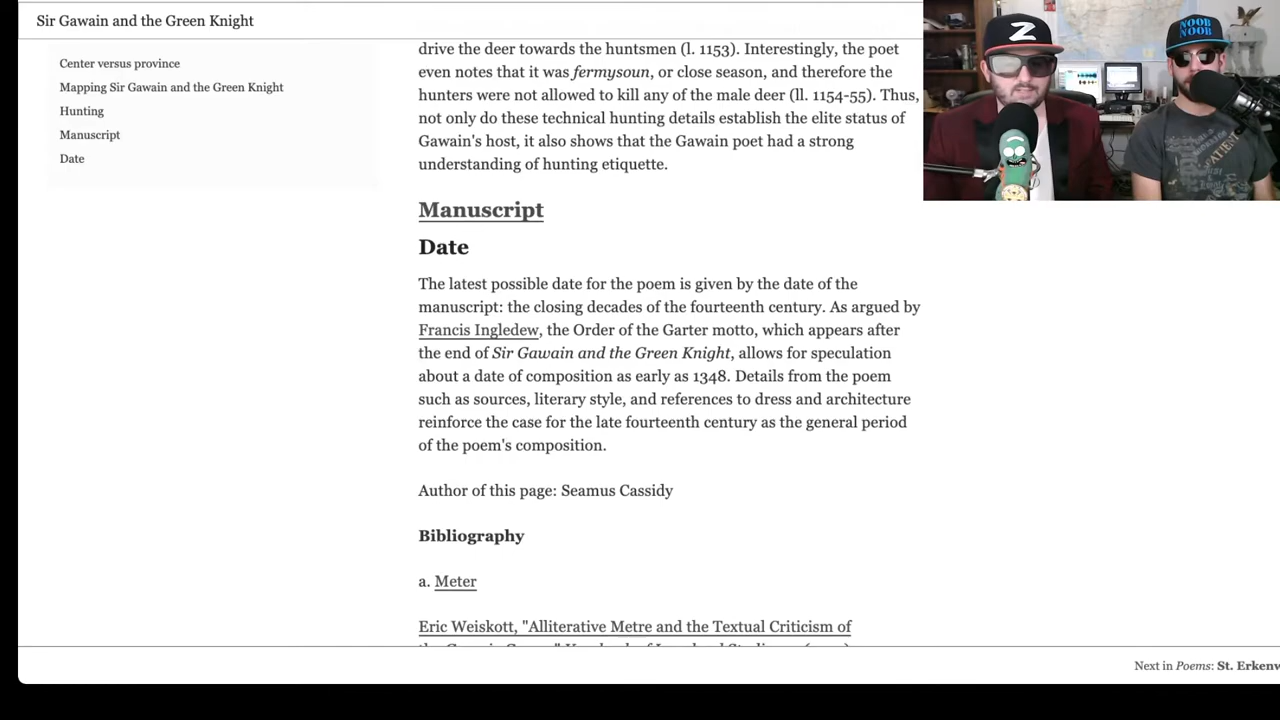 Sir Gawain and the Green Knight
Center versus province
Mapping Sir Gawain and the Green Knight
Hunting
Manuscript
Date
drive the deer towards the huntsmen (l. 1153). Interestingly, the poet
even notes that it was fermysoun, or close season, and therefore the
hunters were not allowed to kill any of the male deer (ll. 1154-55). Thus,
not only do these technical hunting details establish the elite status of
Gawain's host, it also shows that the Gawain poet had a strong
understanding of hunting etiquette.
Manuscript
Date
The latest possible date for the poem is given by the date of the
manuscript: the closing decades of the fourteenth century. As argued by
Francis Ingledew, the Order of the Garter motto, which appears after
the end of Sir Gawain and the Green Knight, allows for speculation
about a date of composition as early as 1348. Details from the poem
such as sources, literary style, and references to dress and architecture
reinforce the case for the late fourteenth century as the general period
of the poem's composition.
Author of this page: Seamus Cassidy
Bibliography
a. Meter
Eric Weiskott, "Alliterative Metre and the Textual Criticism of
Next in Poems: St. Erkenw
Z
NOOB
NOOB